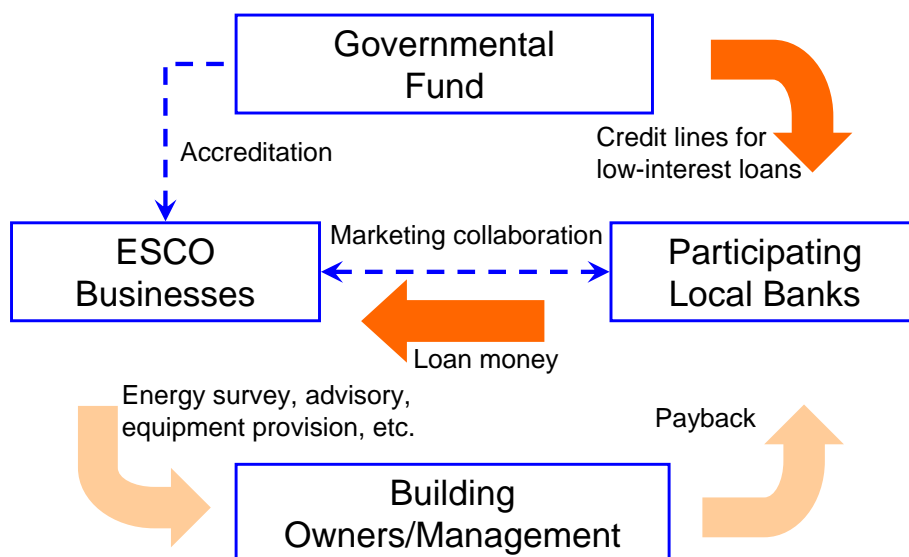 Governmental
Fund
Credit lines for
low-interest loans
Accreditation
ESCO
Businesses
Marketing collaboration
Participating
Local Banks
Loan money
Energy survey, advisory,
equipment provision, etc.
Payback
Building
Owners/Management